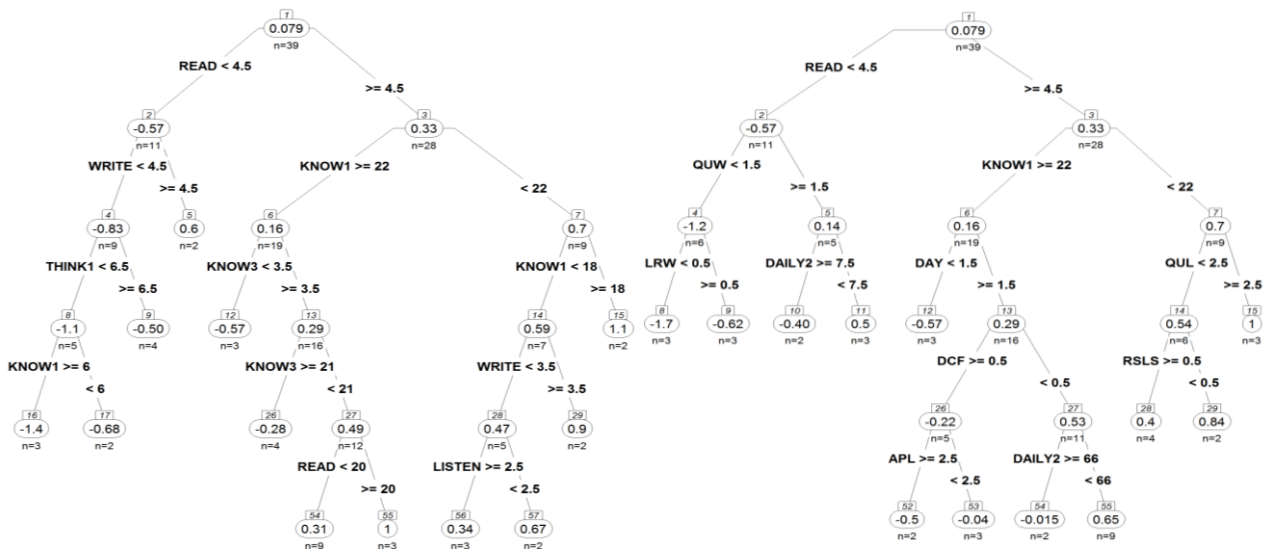 1 1
0.079 0.079
n=39 n=39
READ < 4.5 READ < 4.5
>= 4.5 >= 4.5
2 3 2 3
-0.57 0.33 -0.57 0.33
n=11 n=28 n=11 n=28
WRITE < 4.5 KNOW1 >= 22 QUW < 1.5 KNOW1 >= 22
>= 4.5 < 22 >= 1.5 < 22
4 5 6 7 4 5 6 7
-0.83 0.6 0.16 0.7 -1.2 0.14 0.16 0.7
n=9 n=2 n=19 n=9 n=6 n=5 n=19 n=9
THINK1 < 6.5 KNOW3 < 3.5 KNOW1 < 18 LRW < 0.5 DAILY2 >= 7.5 DAY < 1.5 QUL < 2.5
>= 6.5 >= 3.5 >= 18 >= 0.5 < 7.5 >= 1.5 >= 2.5
8 9 12 13 14 15 8 9 10 11 12 13 14 15
-1.1 -0.50 -0.57 0.29 0.59 1.1 -1.7 -0.62 -0.40 0.5 -0.57 0.29 0.54 1
n=5 n=4 n=3 n=16 n=7 n=2 n=3 n=3 n=2 n=3 n=3 n=16 n=6 n=3
KNOW1 >= 6 KNOW3 >= 21 WRITE < 3.5 DCF >= 0.5 RSLS >= 0.5
< 6 < 21 >= 3.5 < 0.5 < 0.5
16 17 26 27 28 29 26 27 28 29
-1.4 -0.68 -0.28 0.49 0.47 0.9 -0.22 0.53 0.4 0.84
n=3 n=2 n=4 n=12 n=5 n=2 n=5 n=11 n=4 n=2
READ < 20 LISTEN >= 2.5 APL >= 2.5 DAILY2 >= 66
>= 20 < 2.5 < 2.5 < 66
54 55 56 57 52 53 54 55
0.31 1 0.34 0.67 -0.5 -0.04 -0.015 0.65
n=9 n=3 n=3 n=2 n=2 n=3 n=2 n=9